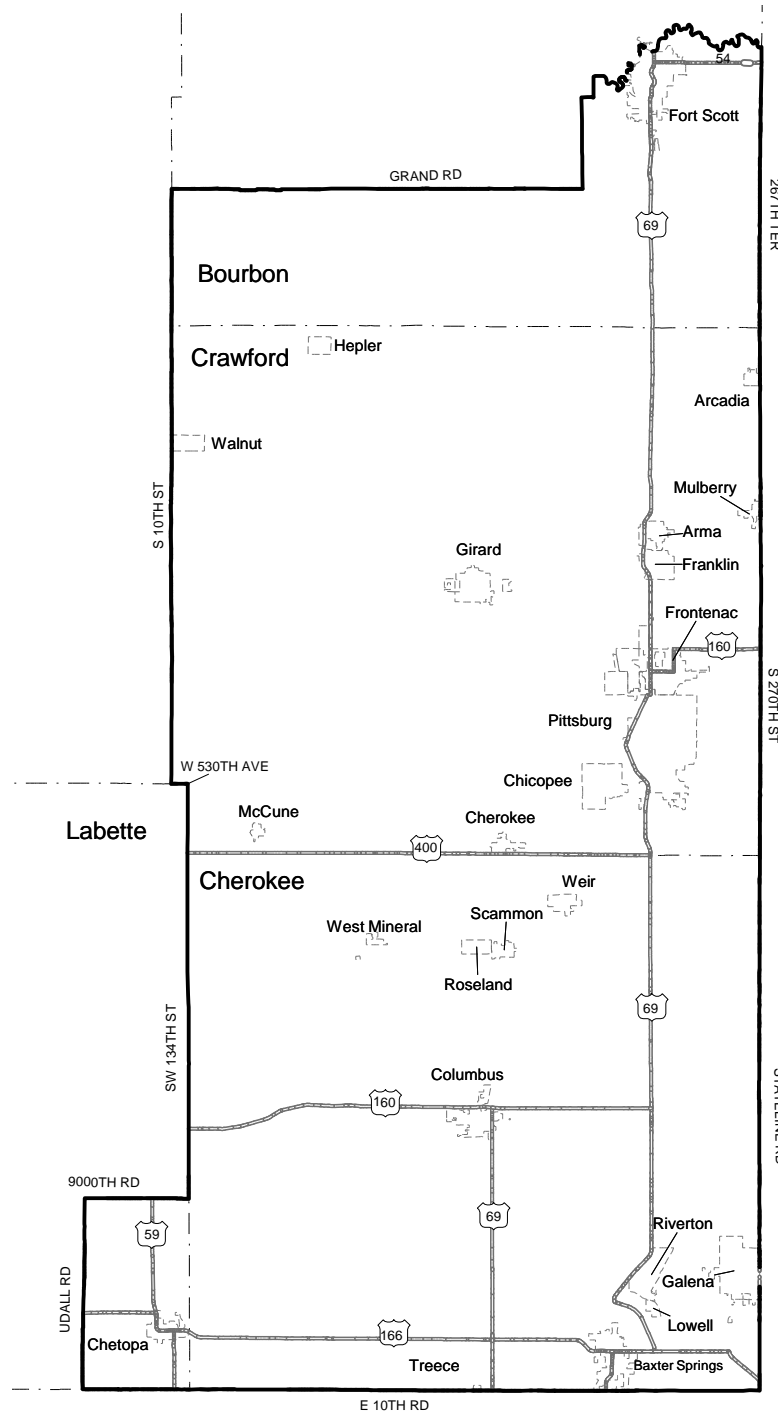 54
Fort Scott
GRAND RD
267TH TER
69
Bourbon
Crawford
Hepler
Arcadia
Walnut
Mulberry
S 10TH ST
Arma
Girard
Franklin
Frontenac
160
S 270TH ST
Pittsburg
W 530TH AVE
Chicopee
McCune
Cherokee
Labette
400
Cherokee
Weir
West Mineral
Scammon
Roseland
69
SW 134TH ST
Columbus
160
STATELINE RD
9000TH RD
69
59
Riverton
Galena
UDALL RD
Lowell
Chetopa
166
Treece
Baxter Springs
E 10TH RD